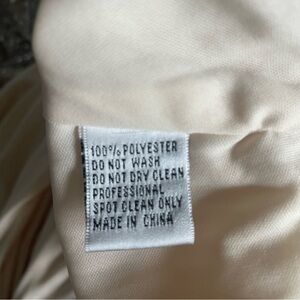 100% POLYESTER
DO NOT WASH
DO NOT DRY CLEAN
PROFESSIONAL
SPOT CLEAN ONLY
MADE IN CHINA